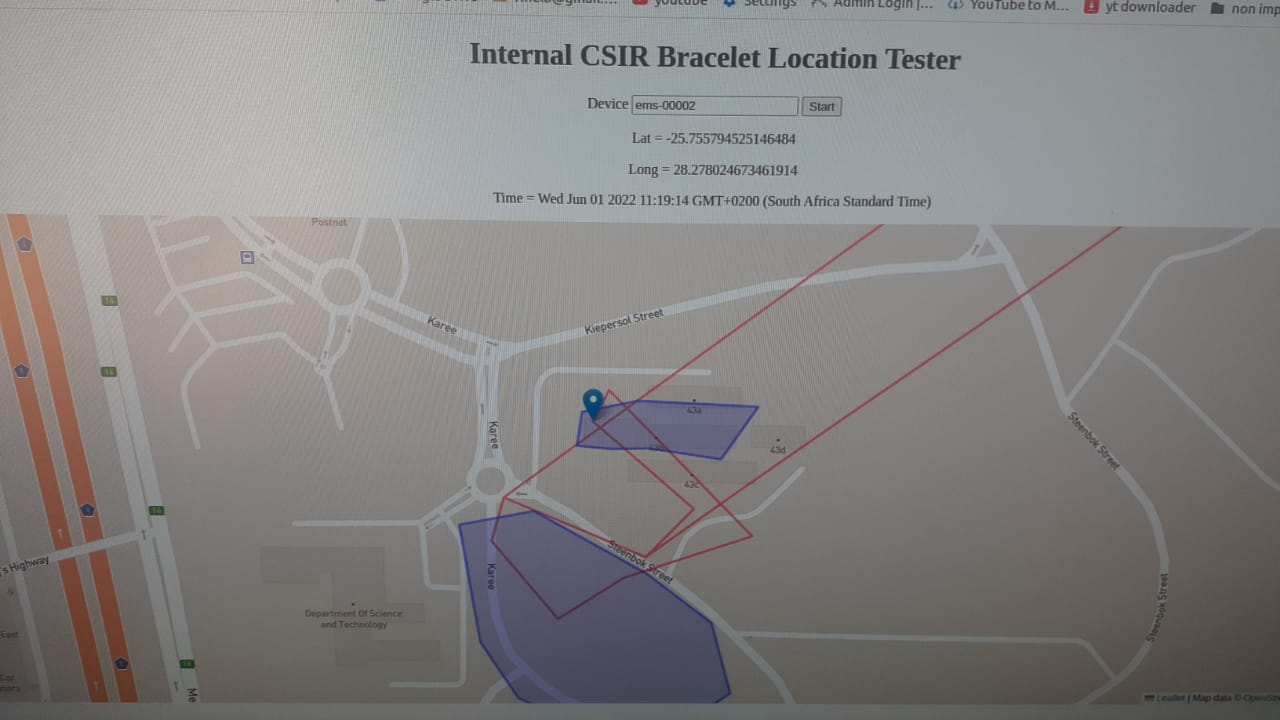 youtube
Settings
Admin Login |...
YouTube to M...
yt downloader
non imp
Internal CSIR Bracelet Location Tester
Device ems-00002 Start
Lat = -25.755794525146484
Long = 28.278024673461914
Time = Wed Jun 01 2022 11:19:14 GMT+0200 (South Africa Standard Time)
Postnet
16
Karee
Kiepersol Street
16
43a
Karee
43d
Steenbok Street
43c
16
Steenbok Street
's Highway
Karee
Steenbok Street
Department Of Science
and Technology
East
16
Me
Leaflet | Map data © OpenStre